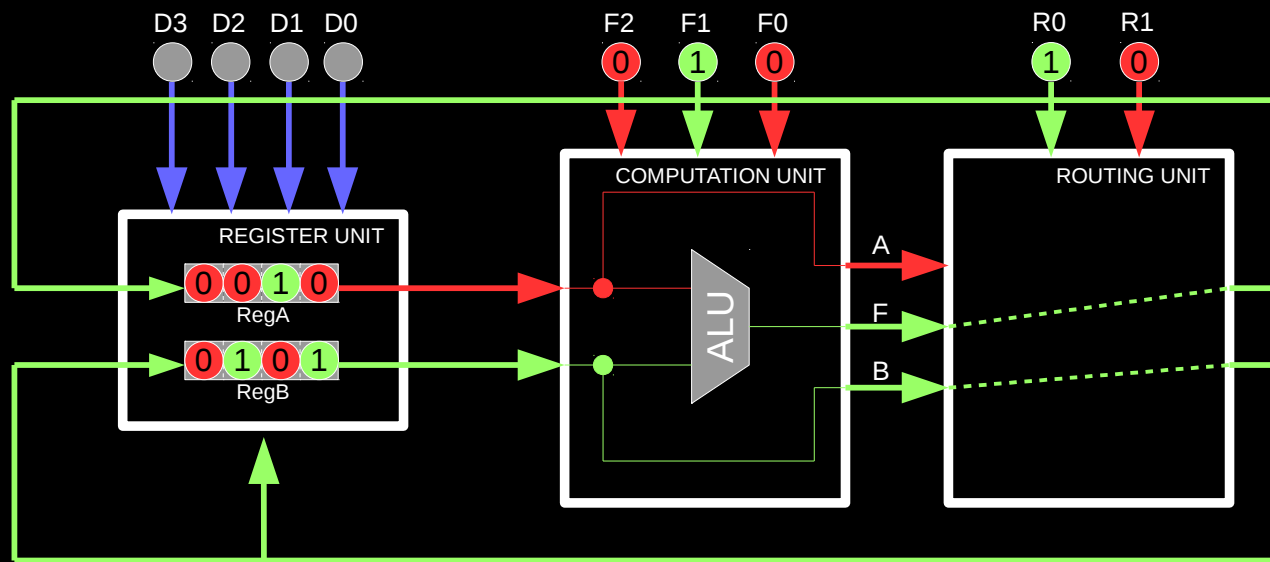 D3 D2 D1 D0 F2 F1 F0 R0 R1
0 1 0 1 0
REGISTER UNIT
COMPUTATION UNIT
ROUTING UNIT
0 0 1 0
RegA
0 1 0 1
RegB
ALU
A
F
B